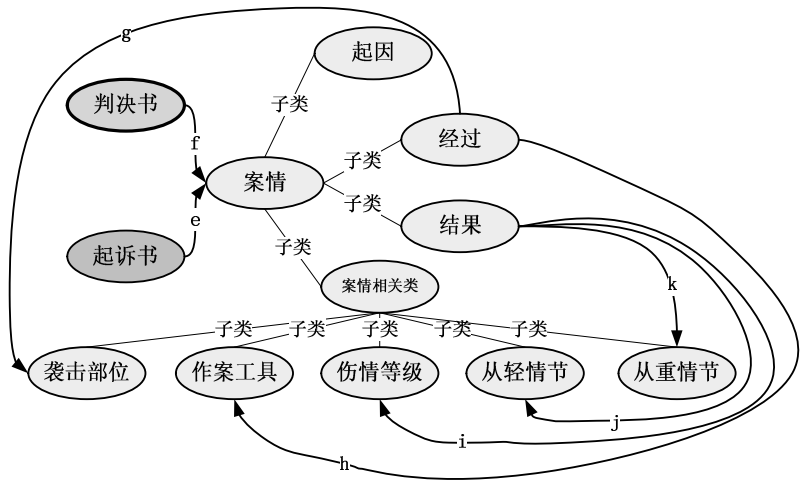 g
起因
判决书
子类
f
经过
子类
案情
子类
e
结果
起诉书
子类
案情相关类
k
子类 子类 子类 子类 子类
袭击部位 作案工具 伤情等级 从轻情节 从重情节
j
i
h